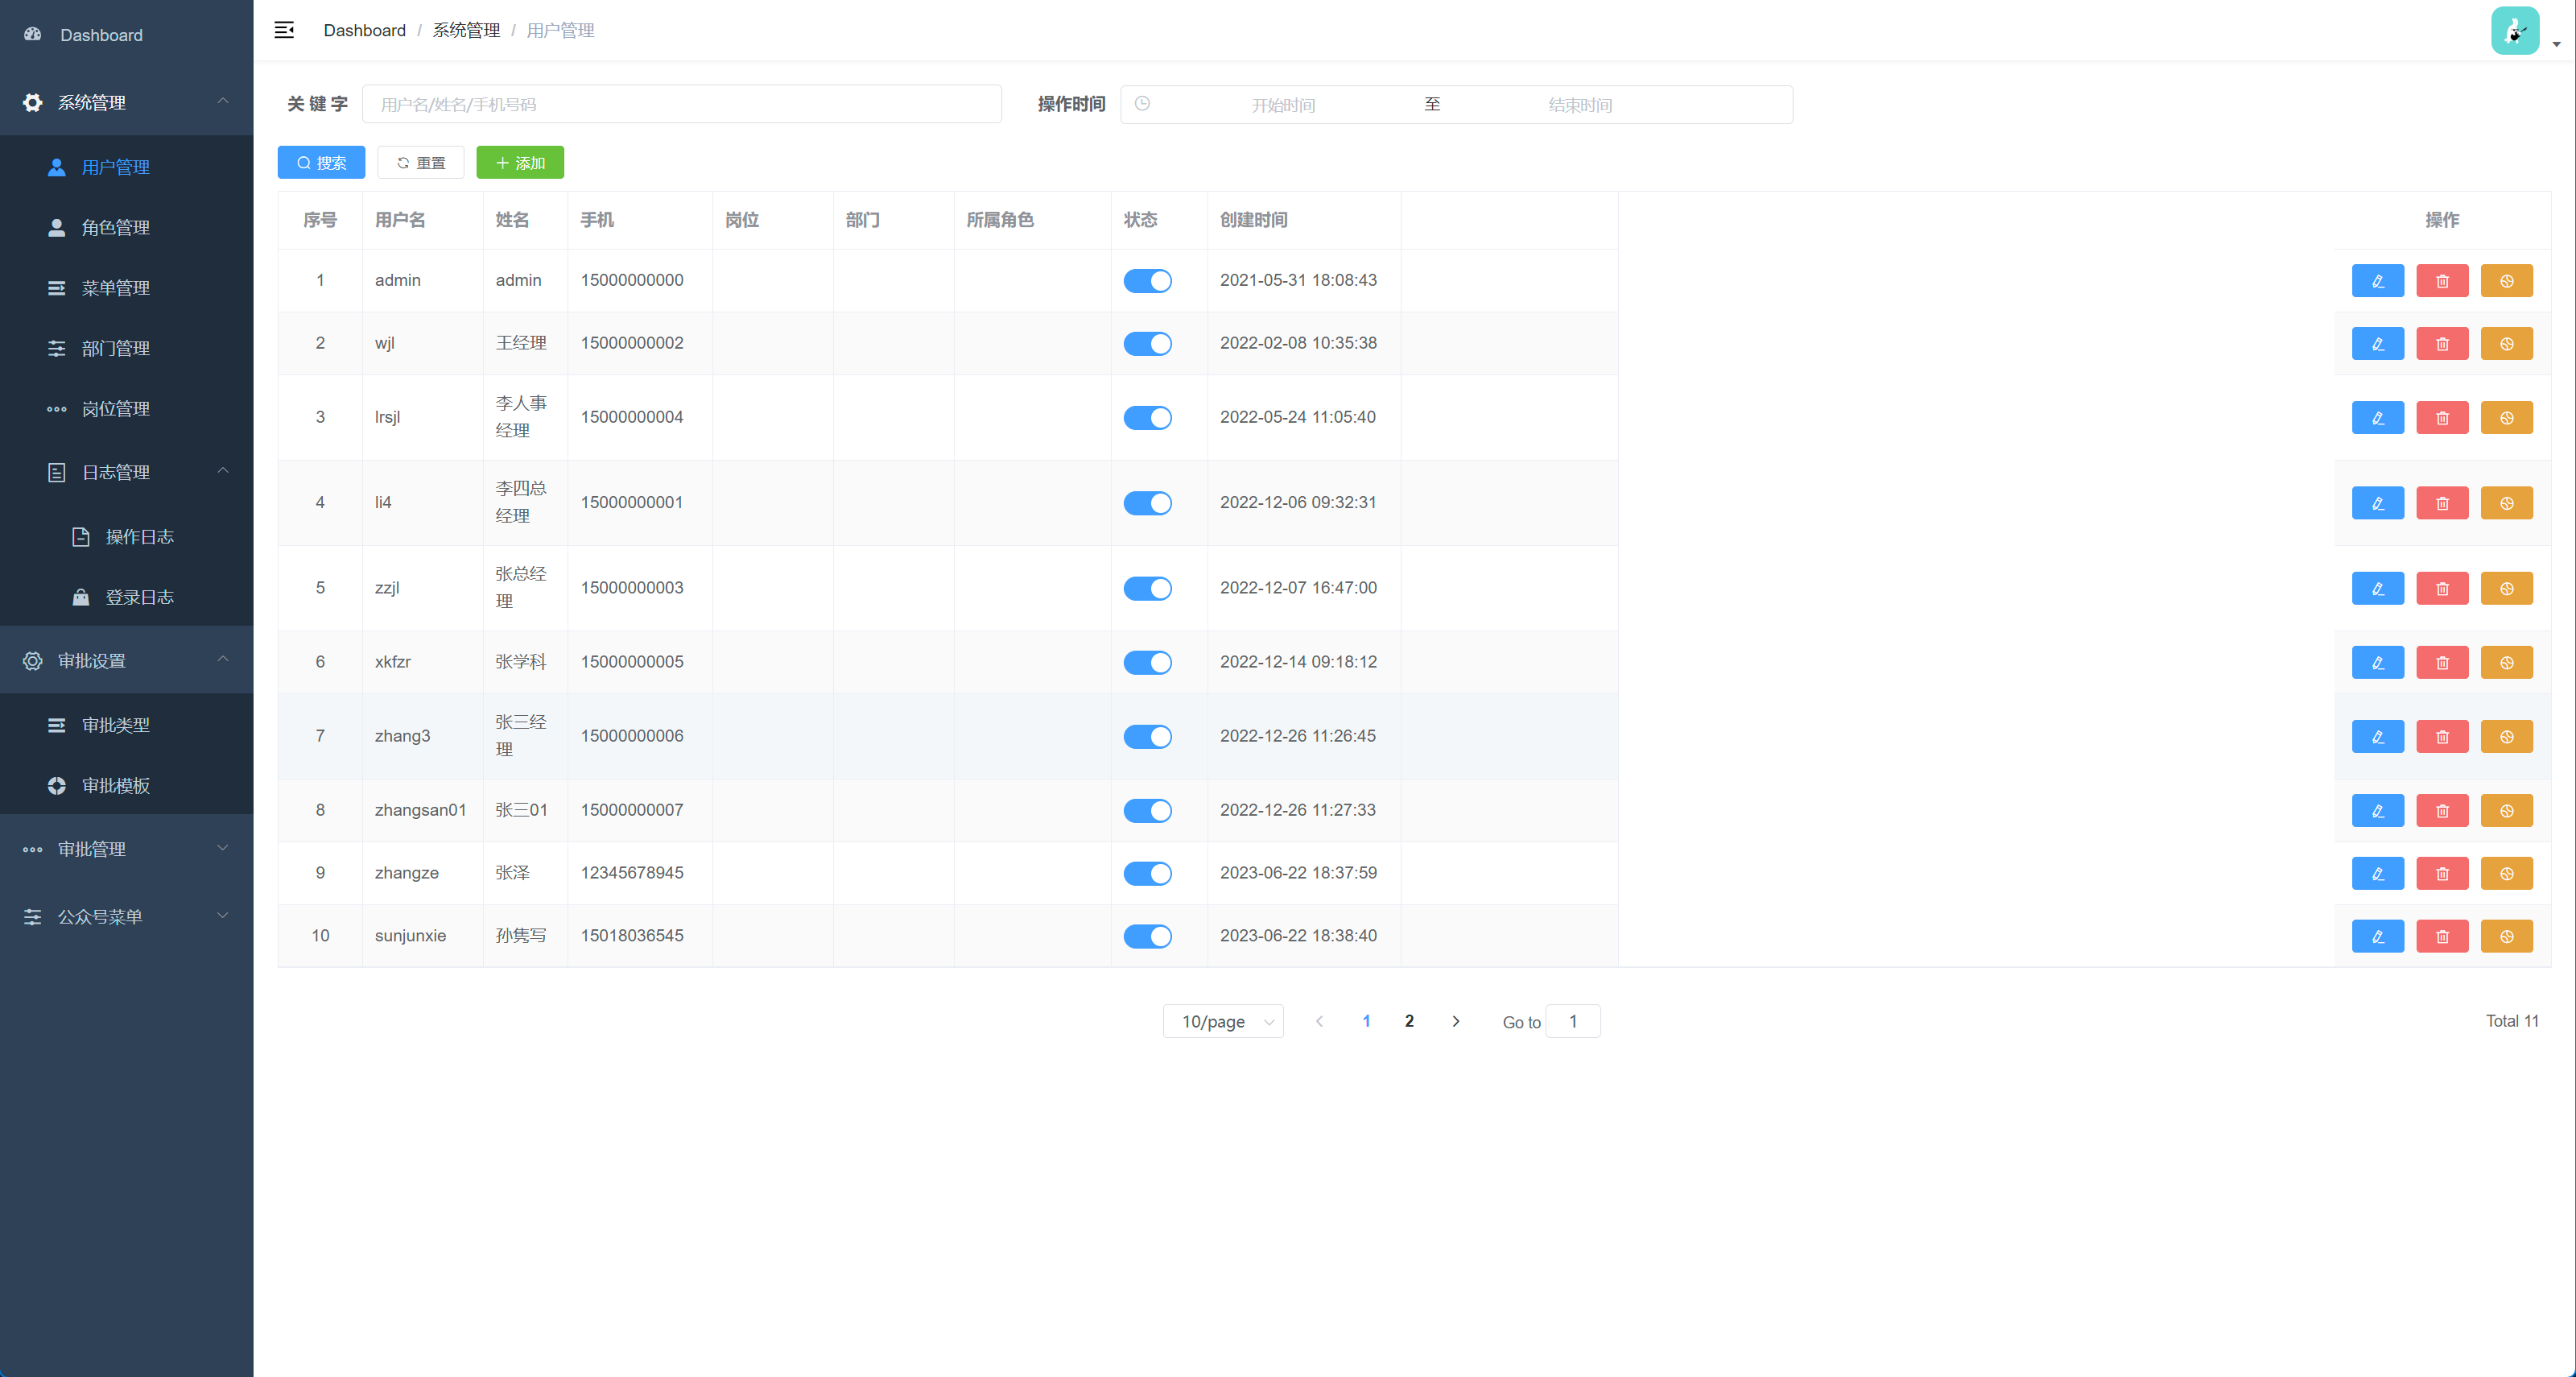 Dashboard
系统管理
用户管理
角色管理
菜单管理
部门管理
岗位管理
日志管理
操作日志
登录日志
审批设置
审批类型
审批模板
审批管理
公众号菜单
Dashboard / 系统管理 / 用户管理
关 键 字 用户名/姓名/手机号码 操作时间 开始时间 至 结束时间
搜索 重置 添加
序号 用户名 姓名 手机 岗位 部门 所属角色 状态 创建时间 操作
1 admin admin 15000000000 2021-05-31 18:08:43
2 wjl 王经理 15000000002 2022-02-08 10:35:38
3 lrsjl 李人事经理 15000000004 2022-05-24 11:05:40
4 li4 李四总经理 15000000001 2022-12-06 09:32:31
5 zzjl 张总经理 15000000003 2022-12-07 16:47:00
6 xkfzr 张学科 15000000005 2022-12-14 09:18:12
7 zhang3 张三经理 15000000006 2022-12-26 11:26:45
8 zhangsan01 张三01 15000000007 2022-12-26 11:27:33
9 zhangze 张泽 12345678945 2023-06-22 18:37:59
10 sunjunxie 孙隽写 15018036545 2023-06-22 18:38:40
10/page 1 2 Go to 1 Total 11